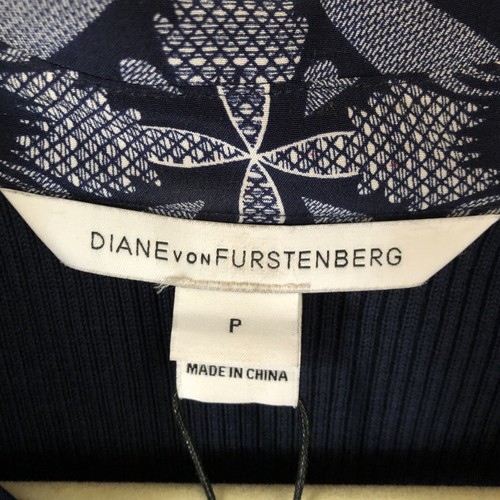 DIANE VON FURSTENBERG
P
MADE IN CHINA